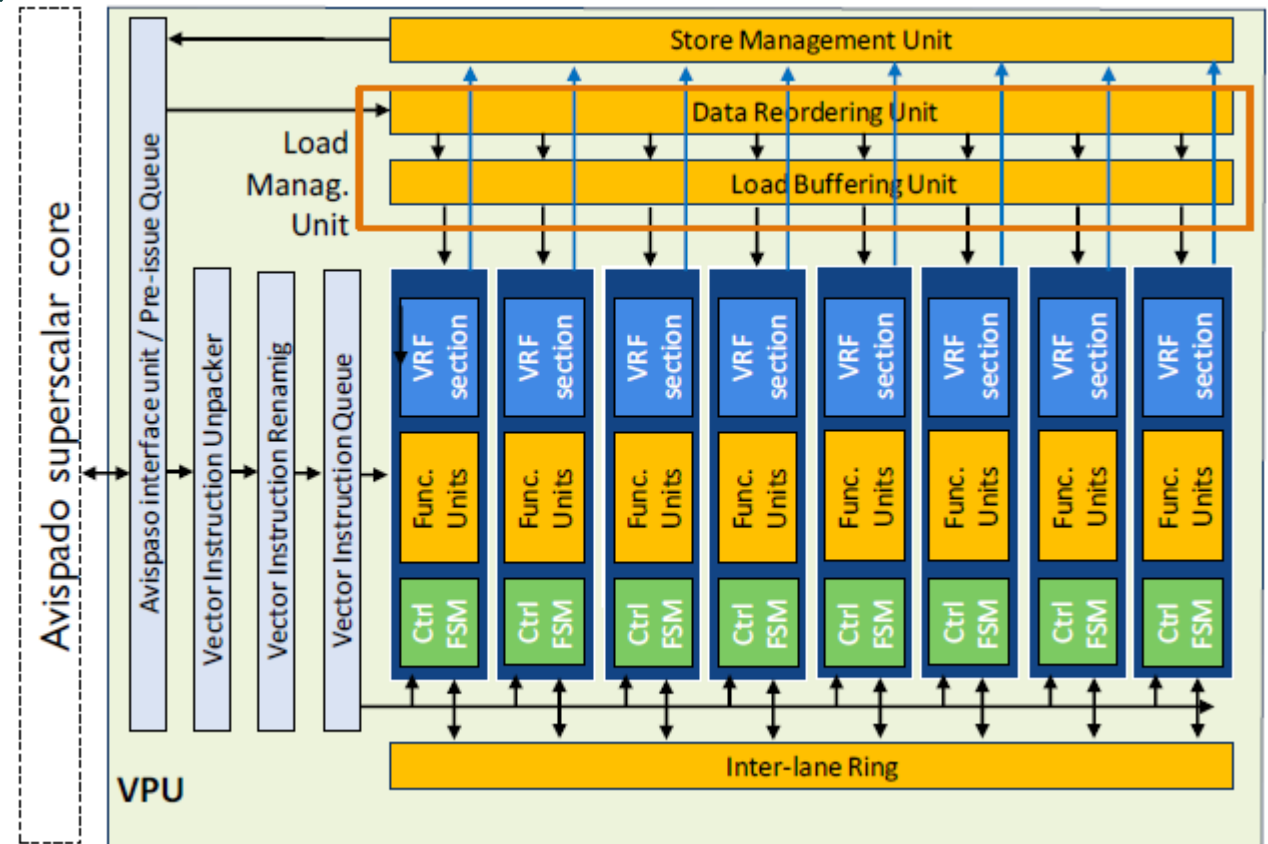 Avispado superscalar core
Avispaso interface unit / Pre-issue Queue
Vector Instruction Unpacker
Vector Instruction Renamig
Vector Instruction Queue
Store Management Unit
Data Reordering Unit
Load Buffering Unit
Load
Manag.
Unit
VRF
section
VRF
section
VRF
section
VRF
section
VRF
section
VRF
section
VRF
section
VRF
section
Func.
Units
Func.
Units
Func.
Units
Func.
Units
Func.
Units
Func.
Units
Func.
Units
Func.
Units
Ctrl
FSM
Ctrl
FSM
Ctrl
FSM
Ctrl
FSM
Ctrl
FSM
Ctrl
FSM
Ctrl
FSM
Ctrl
FSM
Inter-lane Ring
VPU